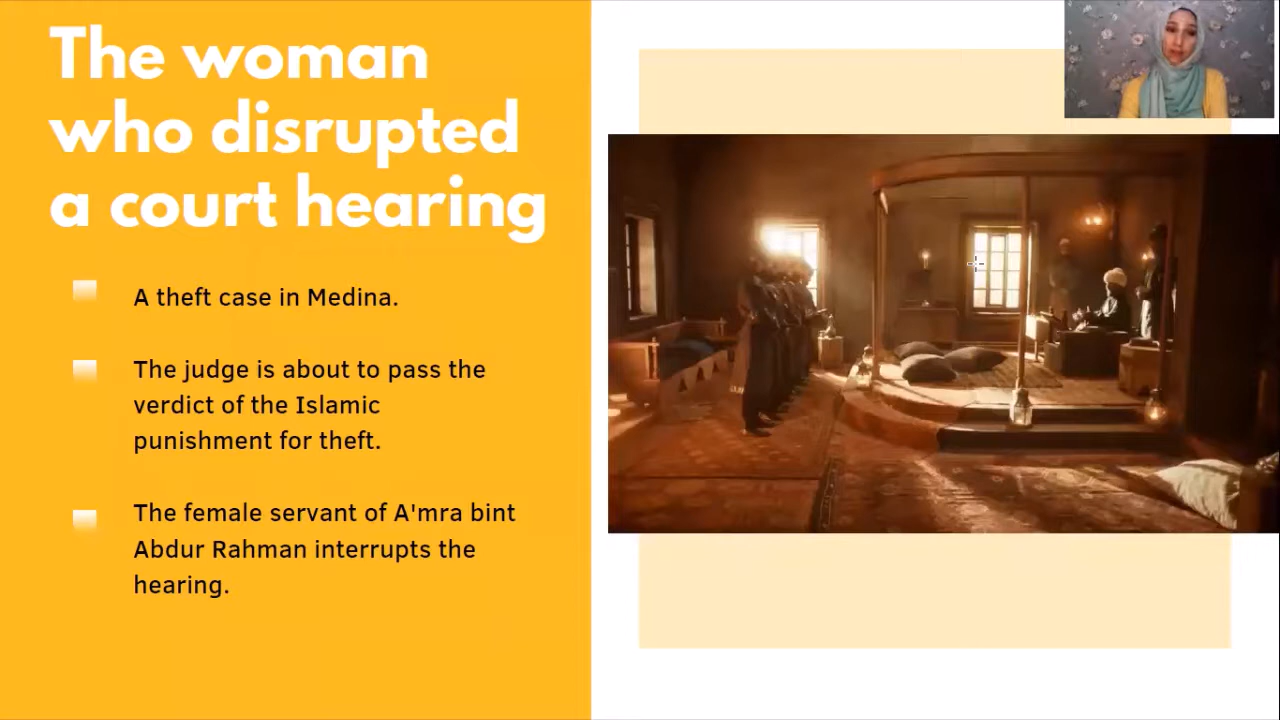 The woman
who disrupted
a court hearing
A theft case in Medina.
The judge is about to pass the
verdict of the Islamic
punishment for theft.
The female servant of A'mra bint
Abdur Rahman interrupts the
hearing.